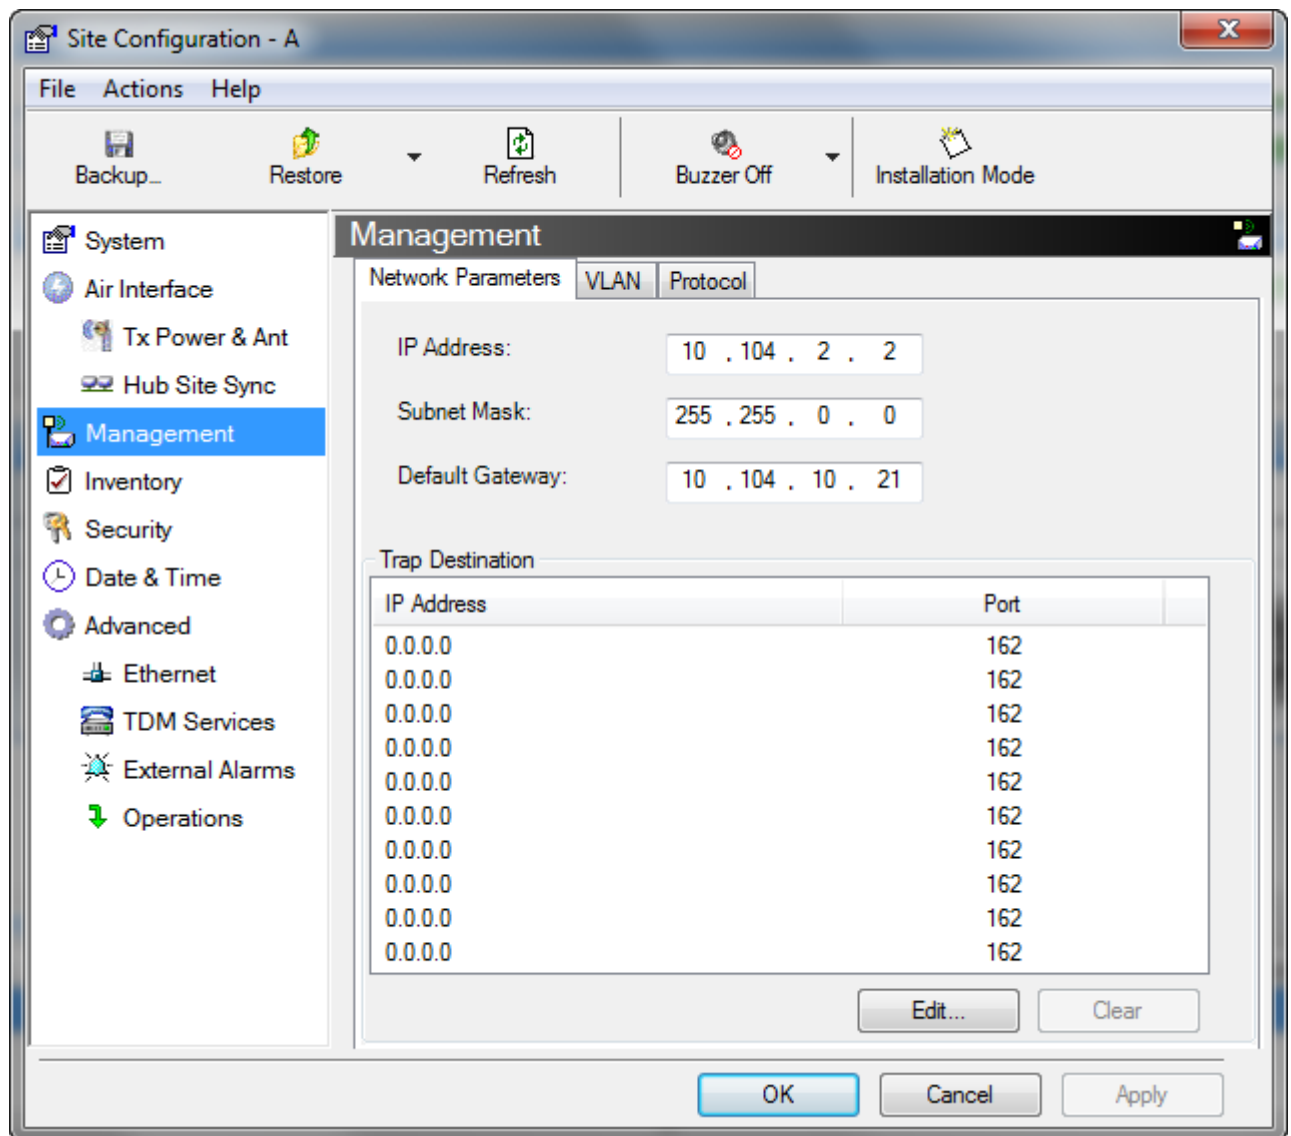 Site Configuration - A
File Actions Help
Backup... Restore Refresh Buzzer Off Installation Mode
System
Air Interface
Tx Power & Ant
Hub Site Sync
Management
Inventory
Security
Date & Time
Advanced
Ethernet
TDM Services
External Alarms
Operations
Management
Network Parameters VLAN Protocol
IP Address: 10 . 104 . 2 . 2
Subnet Mask: 255 . 255 . 0 . 0
Default Gateway: 10 . 104 . 10 . 21
Trap Destination
IP Address Port
0.0.0.0 162
0.0.0.0 162
0.0.0.0 162
0.0.0.0 162
0.0.0.0 162
0.0.0.0 162
0.0.0.0 162
0.0.0.0 162
0.0.0.0 162
0.0.0.0 162
Edit... Clear
OK Cancel Apply